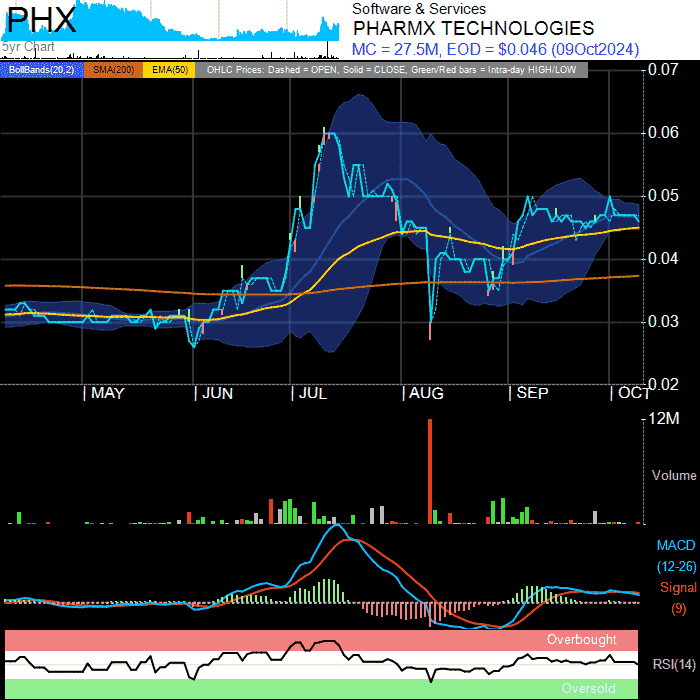 PHX
5yr Chart
Software & Services
PHARMX TECHNOLOGIES
MC = 27.5M, EOD = $0.046 (09Oct2024)
BollBands(20,2) SMA(200) EMA(50) OHLC Prices: Dashed = OPEN, Solid = CLOSE, Green/Red bars = Intra-day HIGH/LOW
0.07
0.06
0.05
0.04
0.03
0.02
| MAY | JUN | JUL | AUG | SEP | OCT
12M
Volume
MACD
(12-26)
Signal
(9)
Overbought
RSI(14)
Oversold